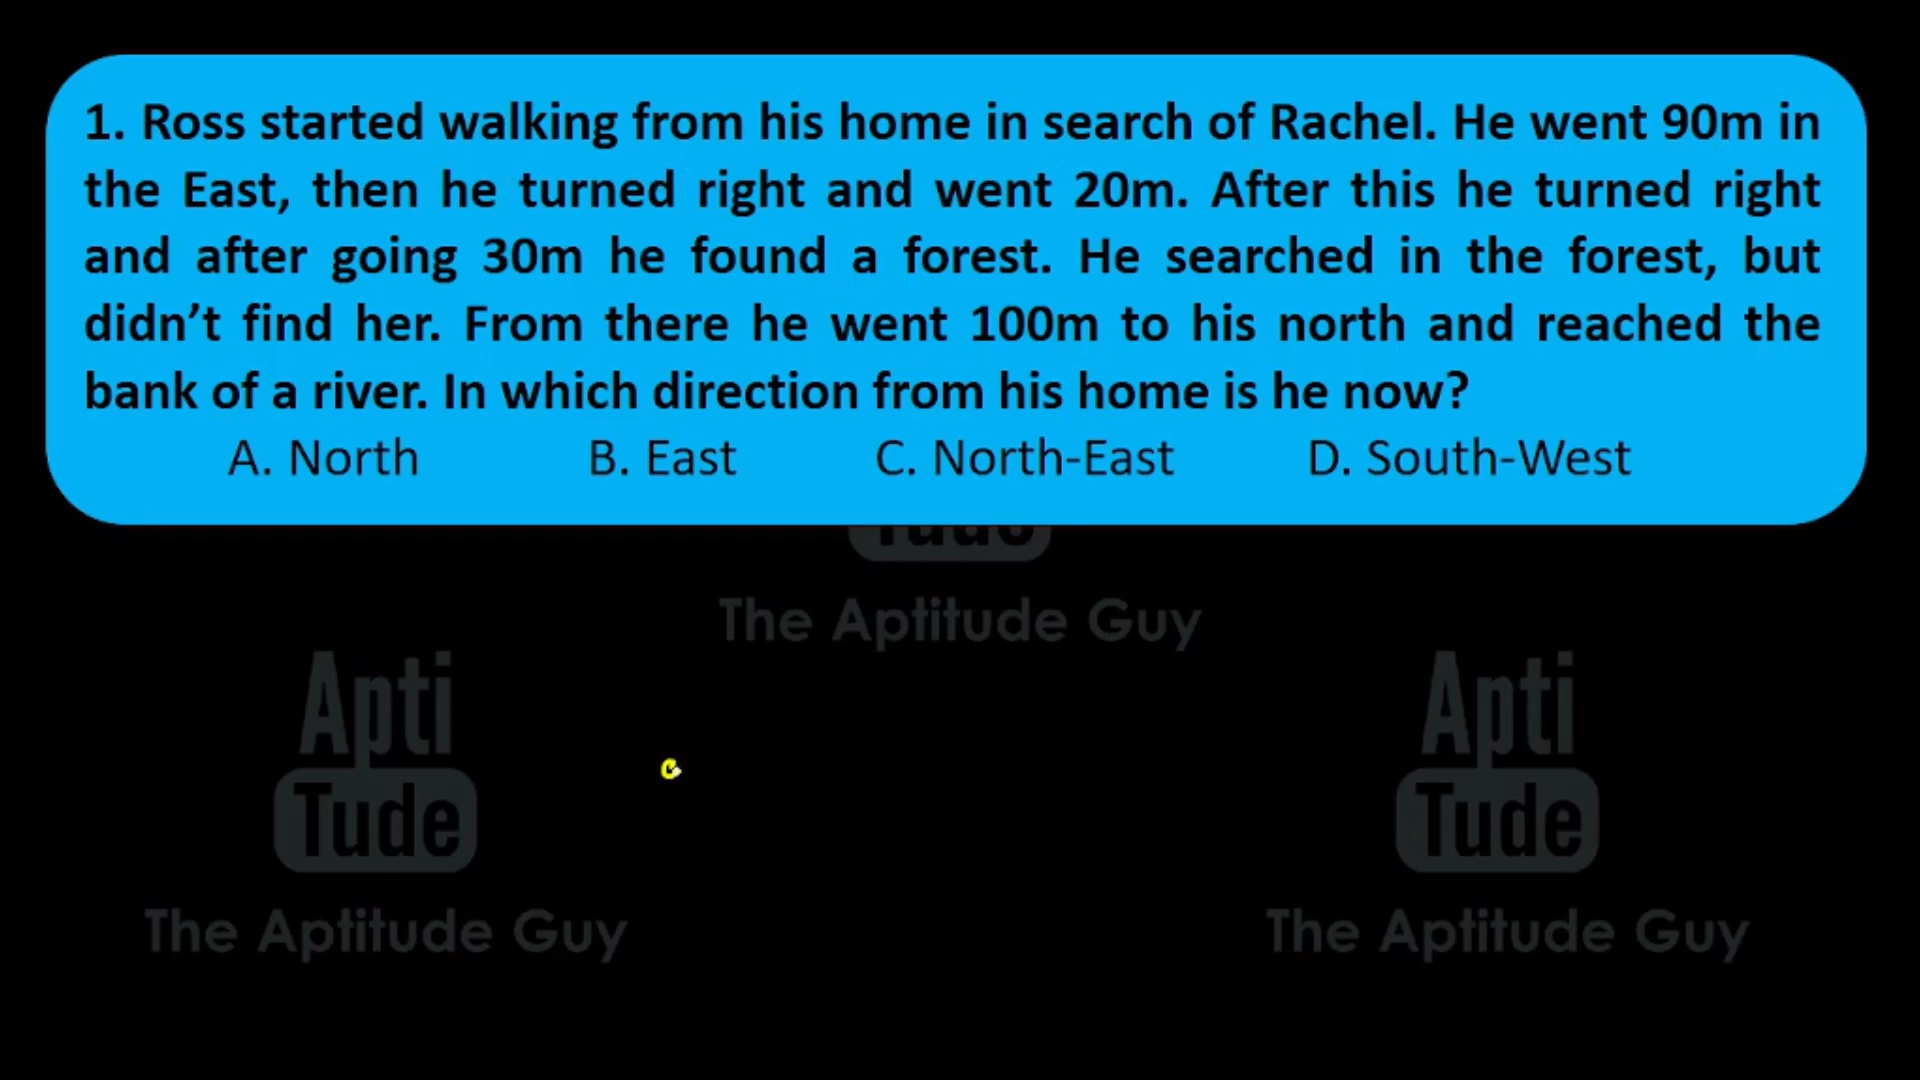 1. Ross started walking from his home in search of Rachel. He went 90m in
the East, then he turned right and went 20m. After this he turned right
and after going 30m he found a forest. He searched in the forest, but
didn’t find her. From there he went 100m to his north and reached the
bank of a river. In which direction from his home is he now?
A. North B. East C. North-East D. South-West
Tude
The Aptitude Guy
Apti
Tude
The Aptitude Guy
Apti
Tude
The Aptitude Guy